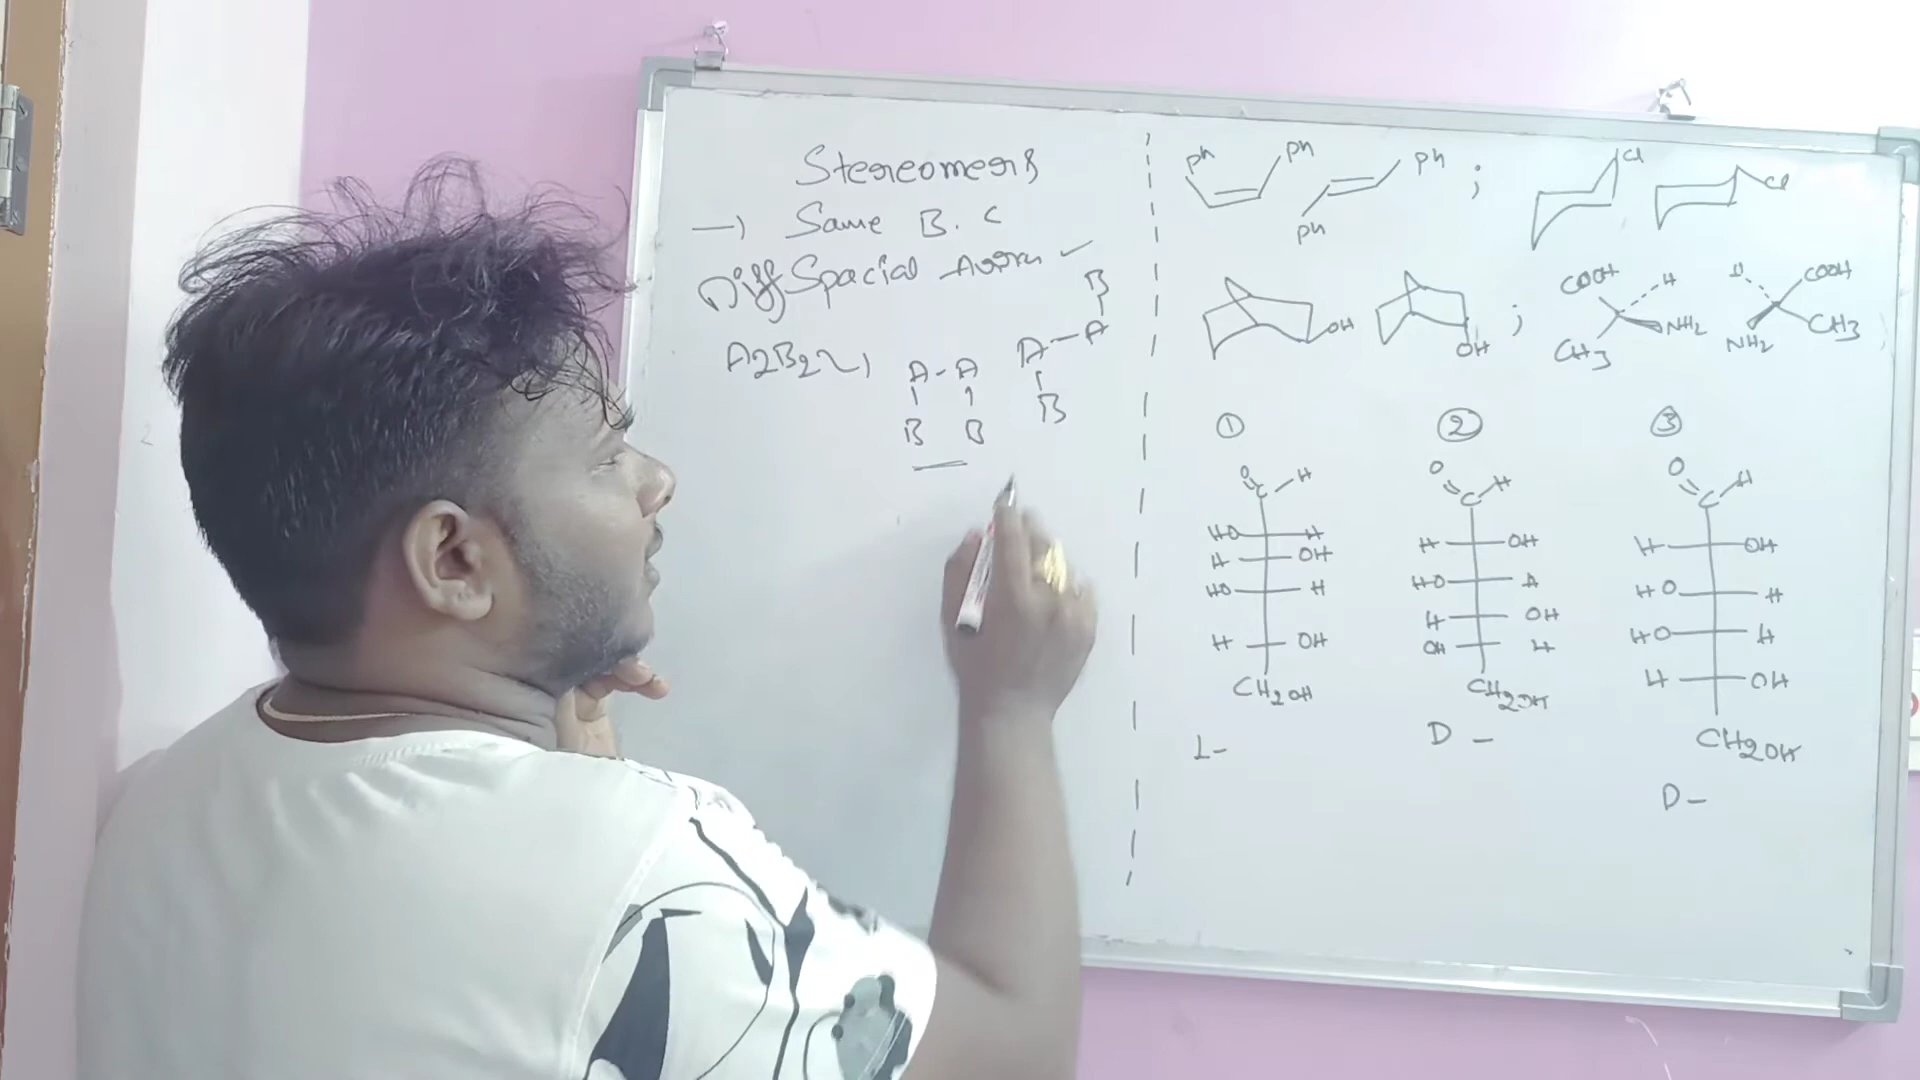 Stereomers
—) Same B. C
Diff Spacial Arrn ✓
A2B2 ~)
A - A
B B
B
A - A
B
Ph Ph
Ph
Ph
;
Cl
Cl
OH
OH
;
COOH H
NH2
CH3
H COOH
NH2 CH3
①
O
C H
HO H
H OH
HO H
H OH
CH2OH
L-
②
O
C H
H OH
HO H
H OH
OH H
CH2OH
D -
③
O
C H
H OH
HO H
HO H
H OH
CH2OH
D -